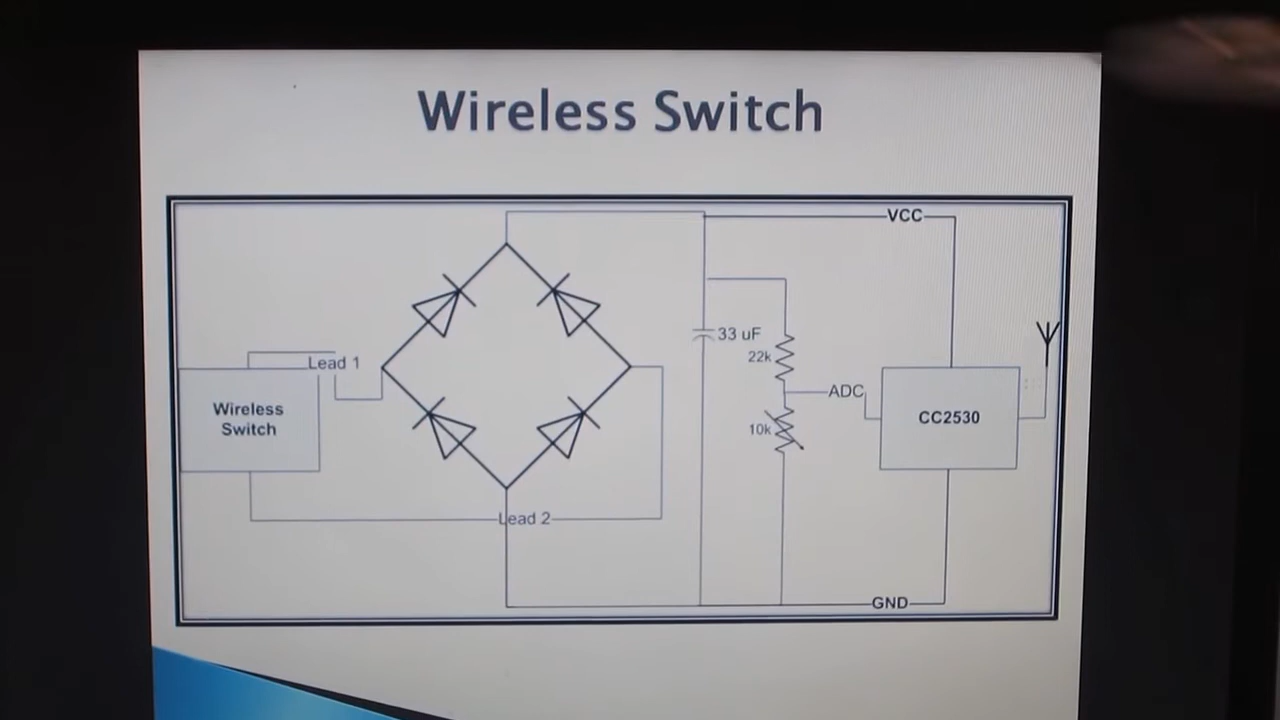 Wireless Switch
VCC
33 uF
22k
Lead 1
ADC
Wireless
Switch
CC2530
10k
Lead 2
GND